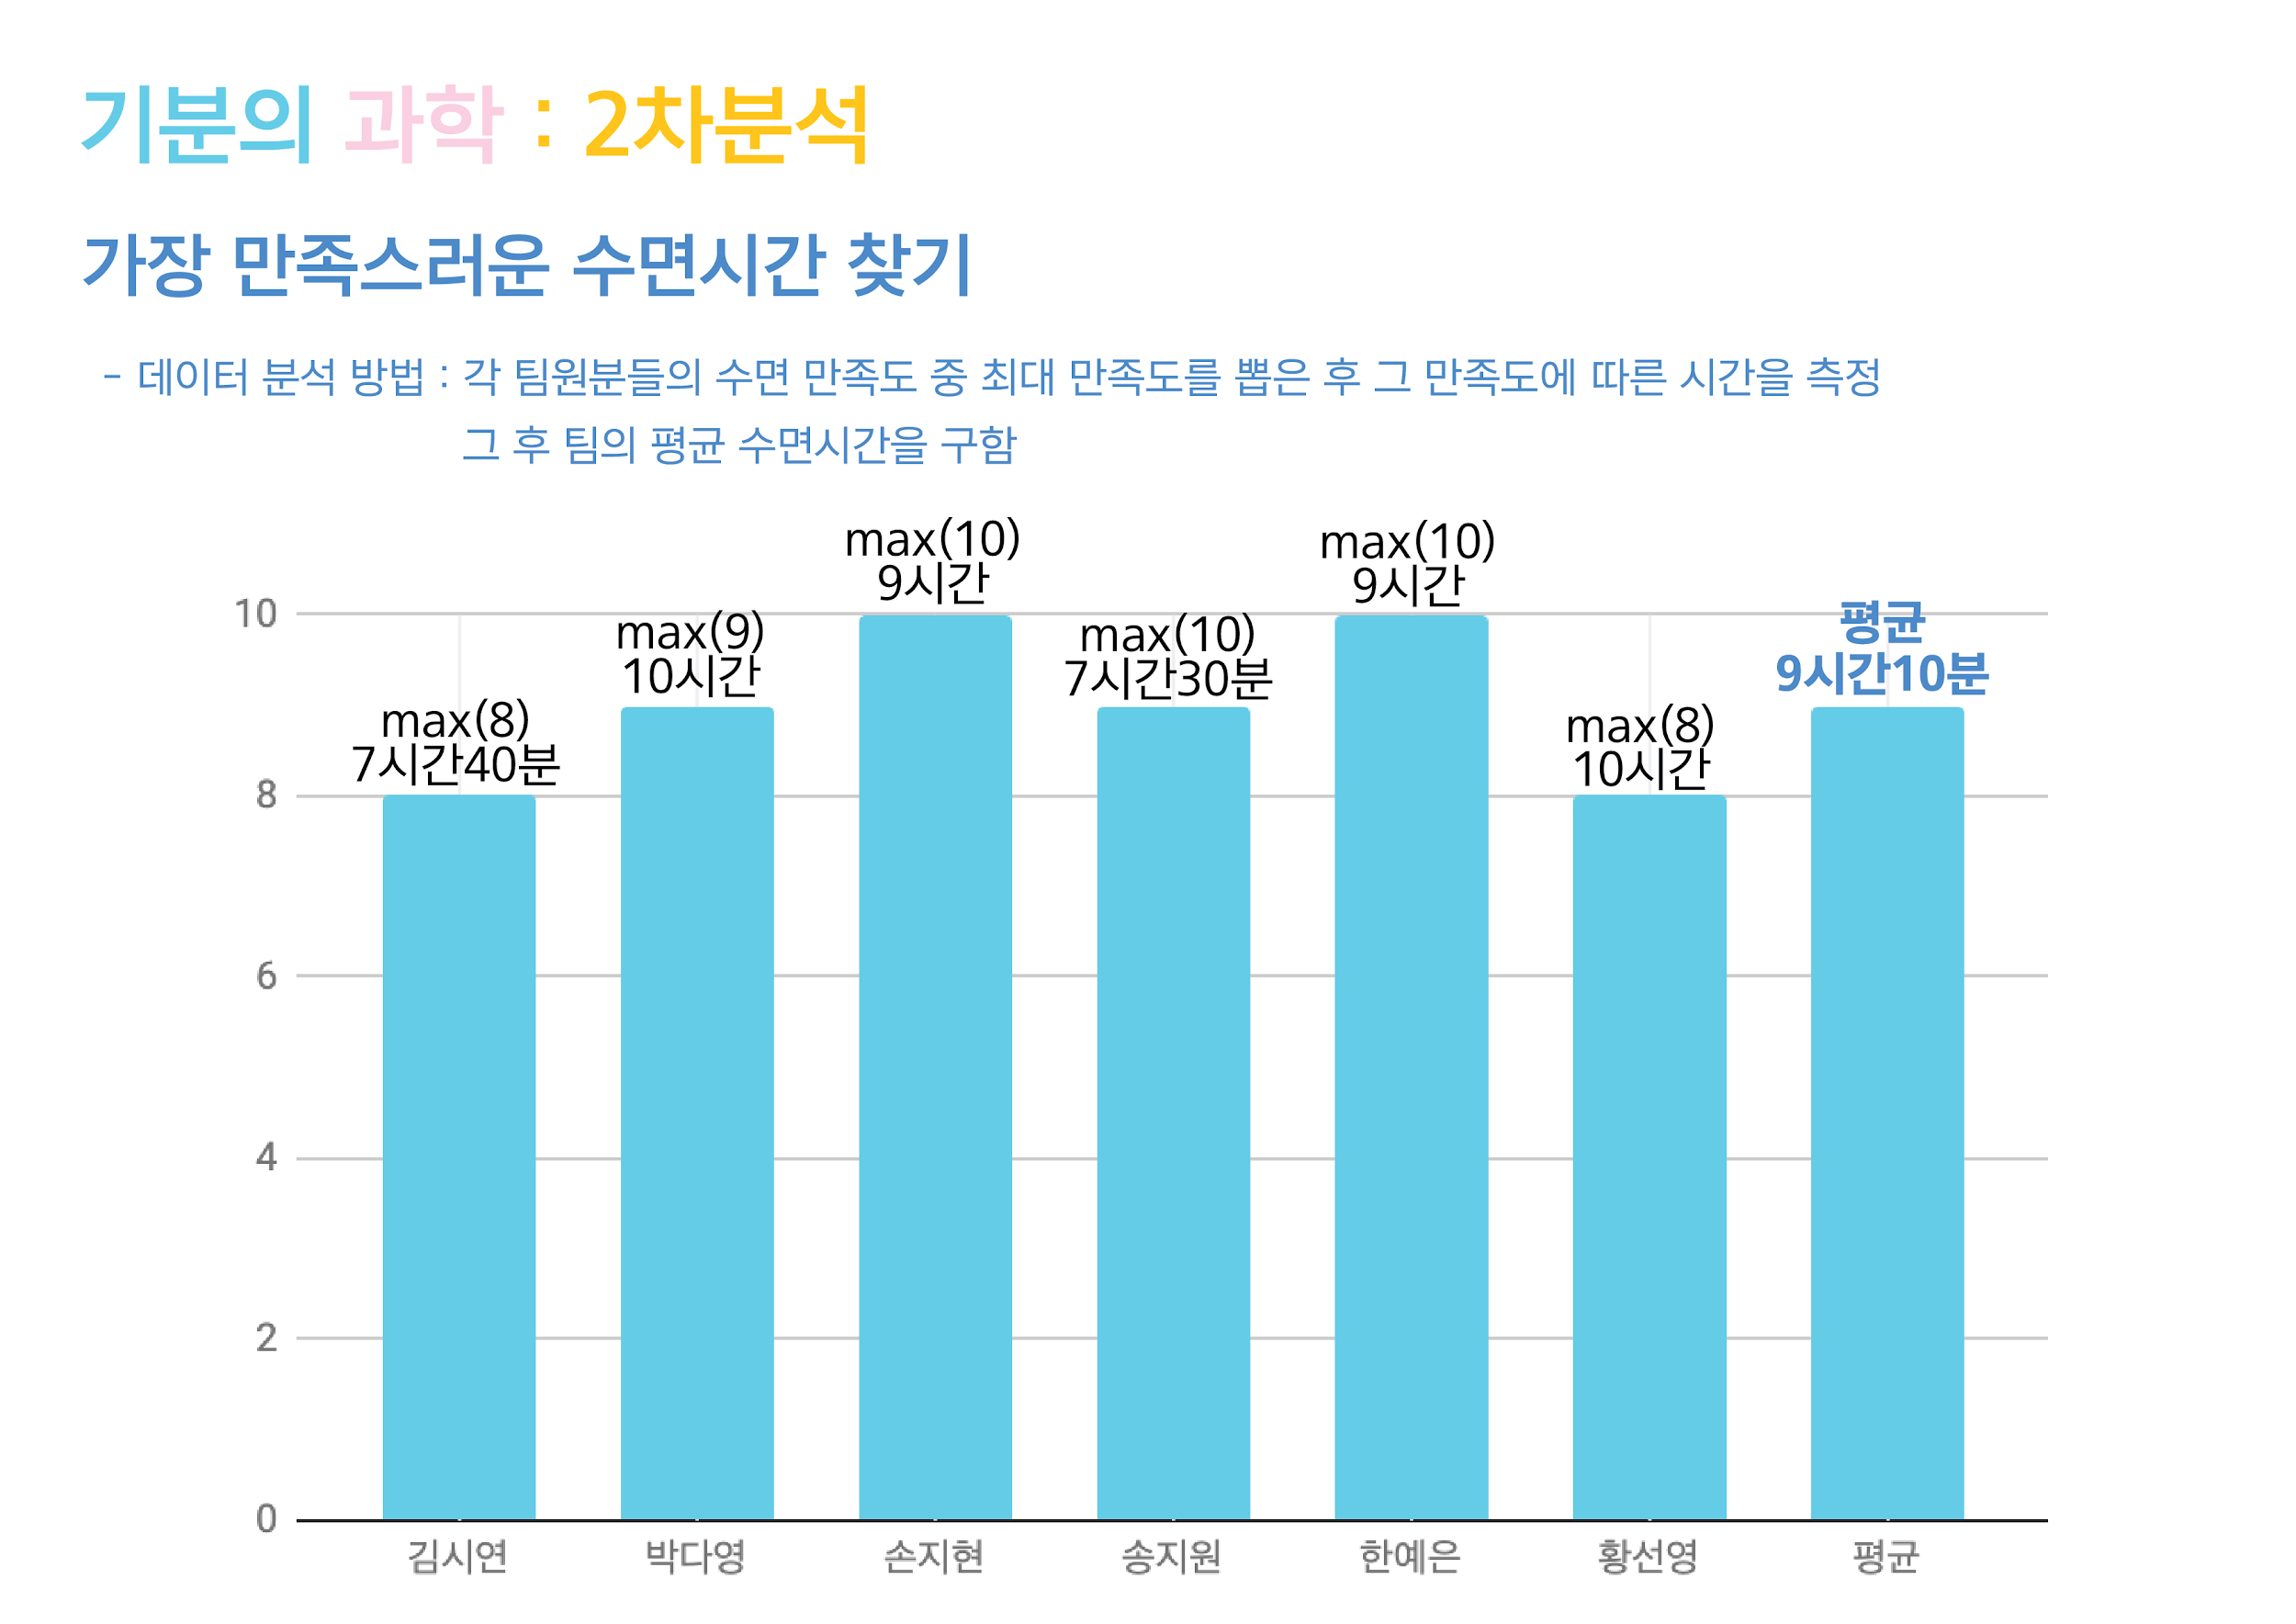 기분의 과학 : 2차분석
가장 만족스러운 수면시간 찾기
- 데이터 분석 방법 : 각 팀원분들의 수면 만족도 중 최대 만족도를 뽑은 후 그 만족도에 따른 시간을 측정
그 후 팀의 평균 수면시간을 구함
max(10)
9시간
max(10)
9시간
max(9)
10시간
max(10)
7시간30분
평균
9시간10분
max(8)
7시간40분
max(8)
10시간
10
8
6
4
2
0
김시연
박다영
손지현
송지원
한예은
황선영
평균